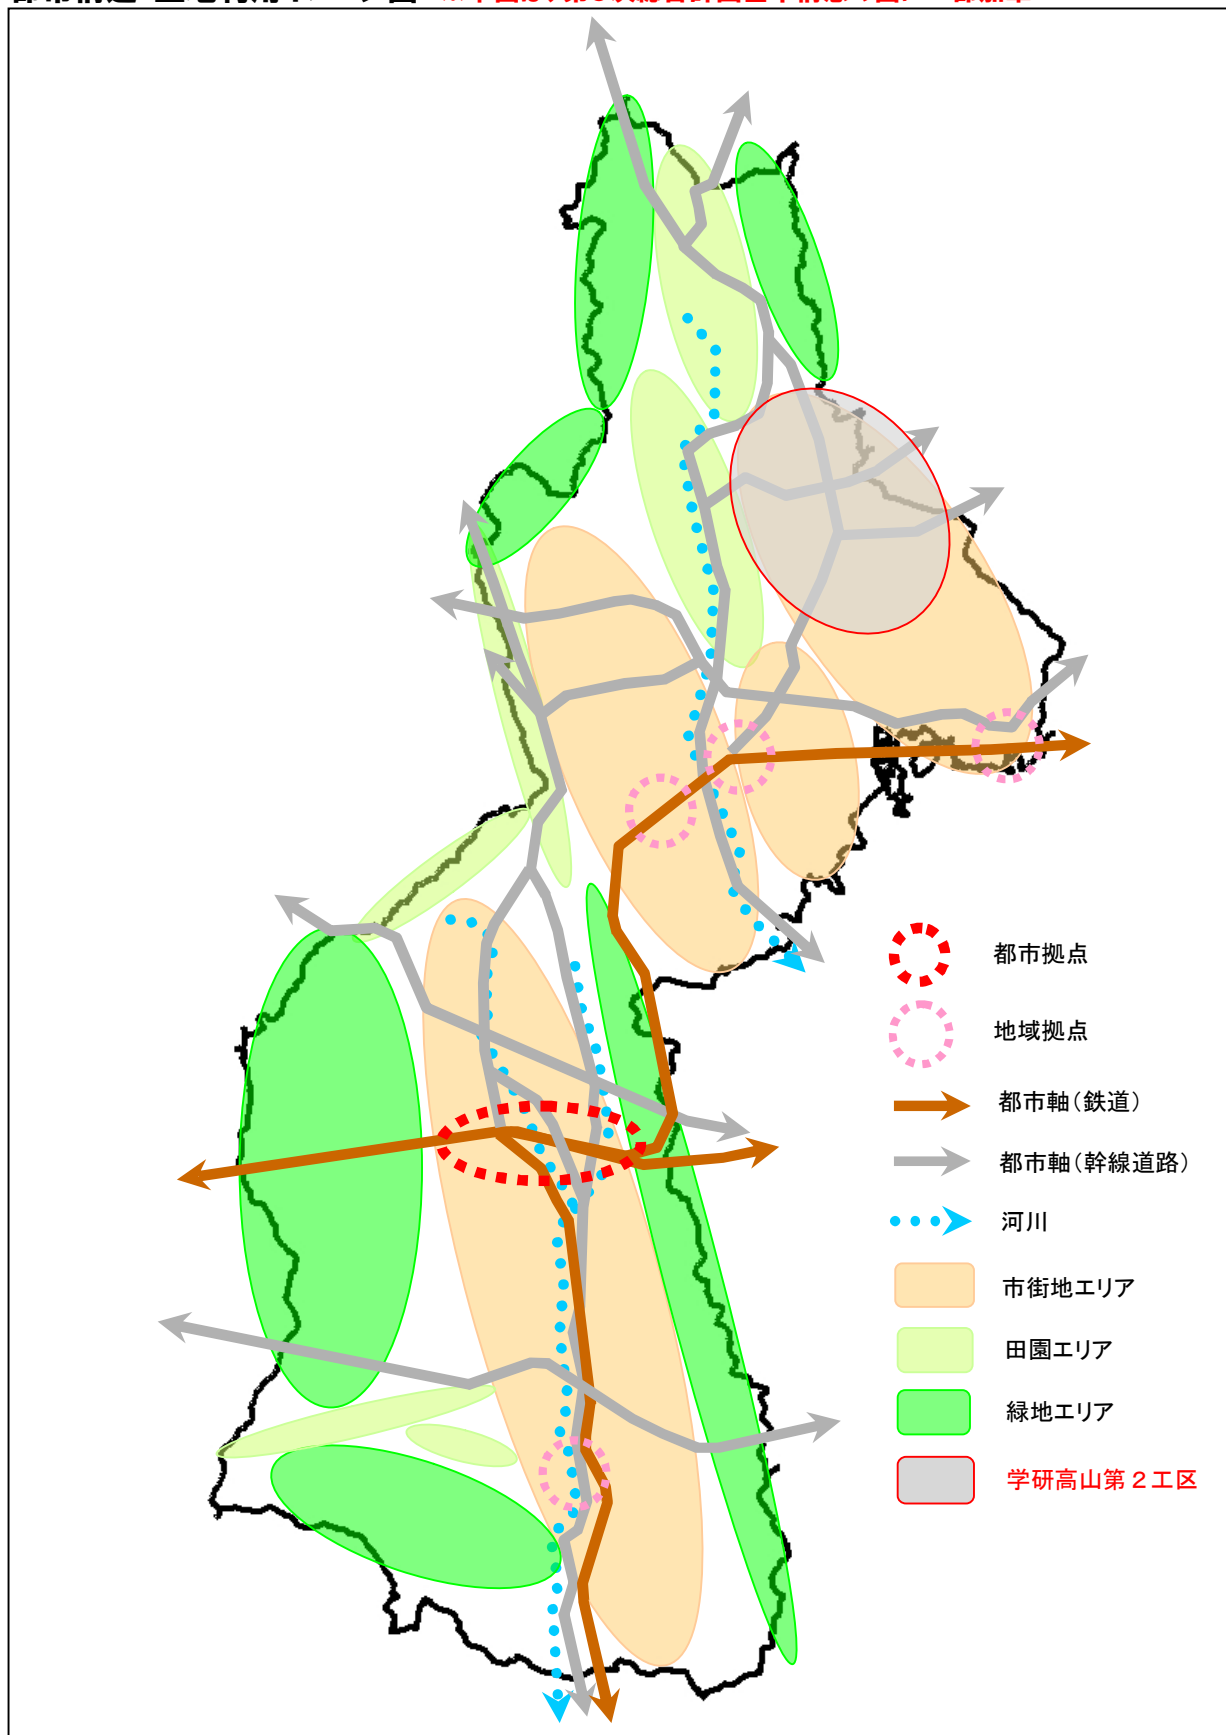 都市拠点
地域拠点
都市軸（鉄道）
都市軸（幹線道路）
河川
市街地エリア
田園エリア
緑地エリア
学研高山第２工区